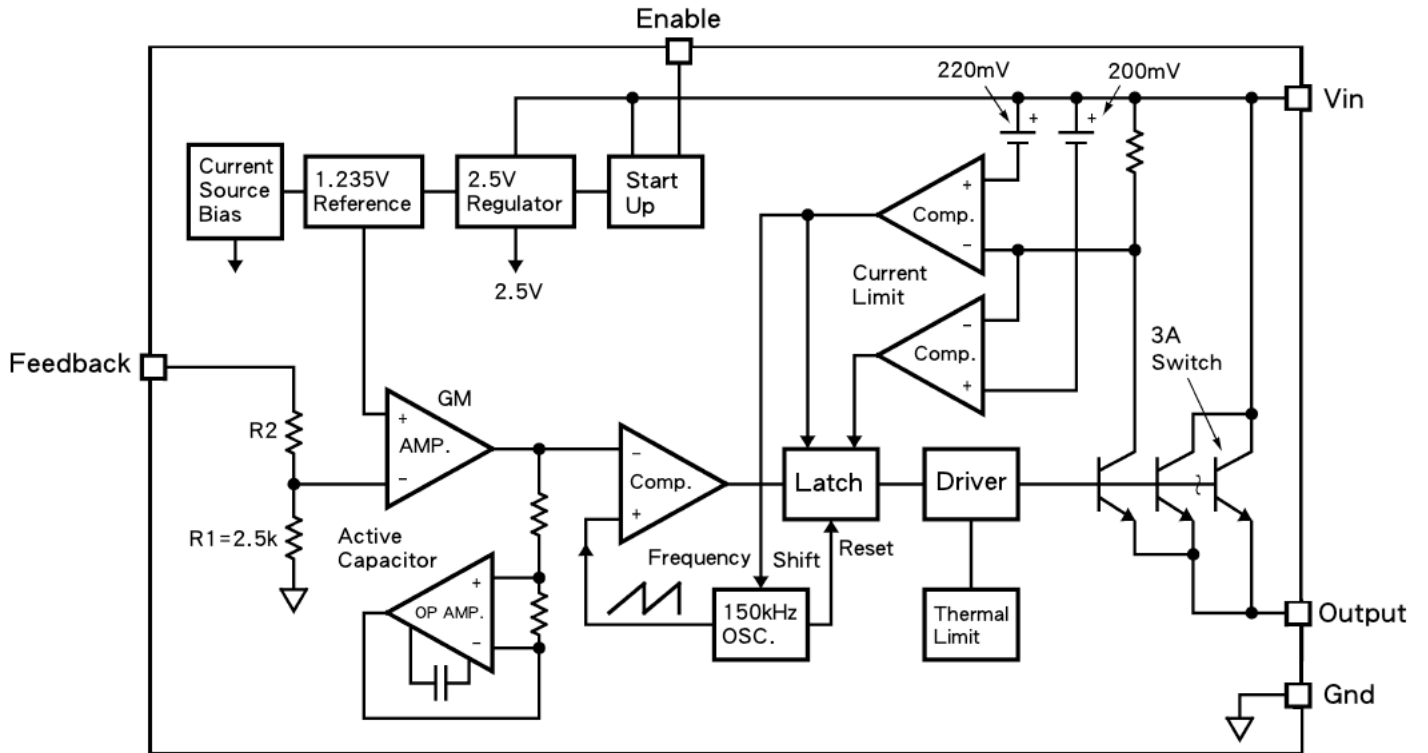 Enable
220mV
200mV
Vin
Current
Source
Bias
1.235V
Reference
2.5V
Regulator
Start
Up
+
+
+
Comp.
−
2.5V
Current
Limit
−
Comp.
+
3A
Switch
Feedback
GM
R2
+
AMP.
−
−
Comp.
+
Latch
Driver
R1=2.5k
Active
Capacitor
Frequency
Shift
Reset
+
OP AMP.
−
150kHz
OSC.
Thermal
Limit
Output
Gnd